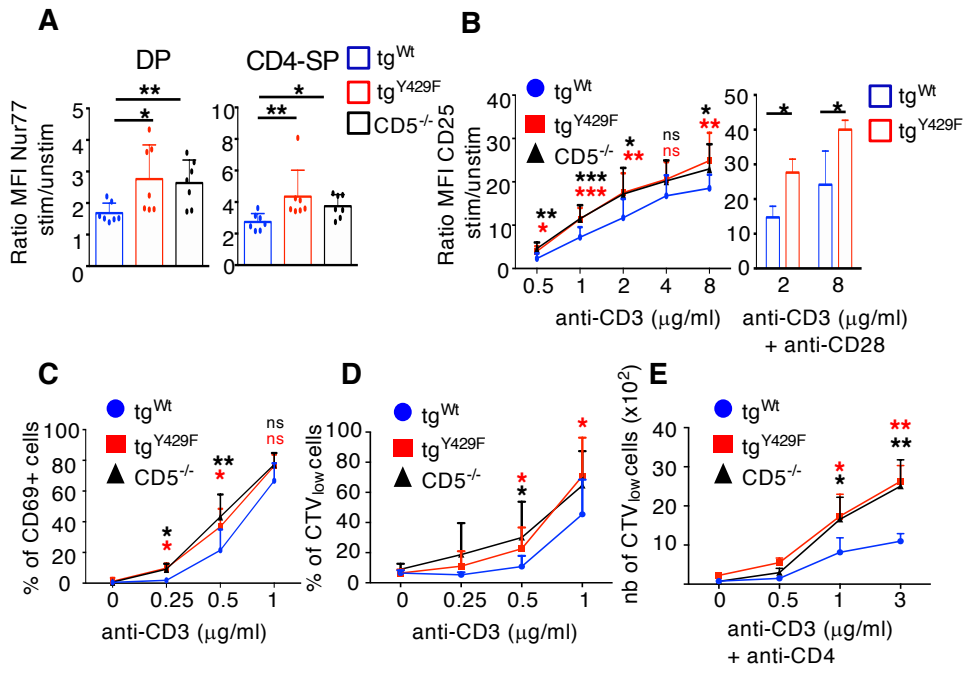 A
DP
CD4-SP
tgWt
tgY429F
CD5-/-
**
*
*
**
Ratio MFI Nur77
stim/unstim
5
4
3
2
1
0
10
8
6
4
2
0
B
tgWt
tgY429F
CD5-/-
Ratio MFI CD25
stim/unstim
40
30
20
10
0
**
*
***
***
*
**
ns
ns
*
**
0.5 1 2 4 8
anti-CD3 (μg/ml)
tgWt
tgY429F
50
40
30
20
10
0
* *
2 8
anti-CD3 (μg/ml)
+ anti-CD28
C
tgWt
tgY429F
CD5-/-
% of CD69+ cells
100
80
60
40
20
0
*
*
**
*
ns
ns
0 0.25 0.5 1
anti-CD3 (μg/ml)
D
tgWt
tgY429F
CD5-/-
% of CTVlow cells
100
80
60
40
20
0
*
*
*
0 0.25 0.5 1
anti-CD3 (μg/ml)
E
tgWt
tgY429F
CD5-/-
nb of CTVlow cells (x10²)
40
30
20
10
*
*
**
**
0 0.5 1 3
anti-CD3 (μg/ml)
+ anti-CD4